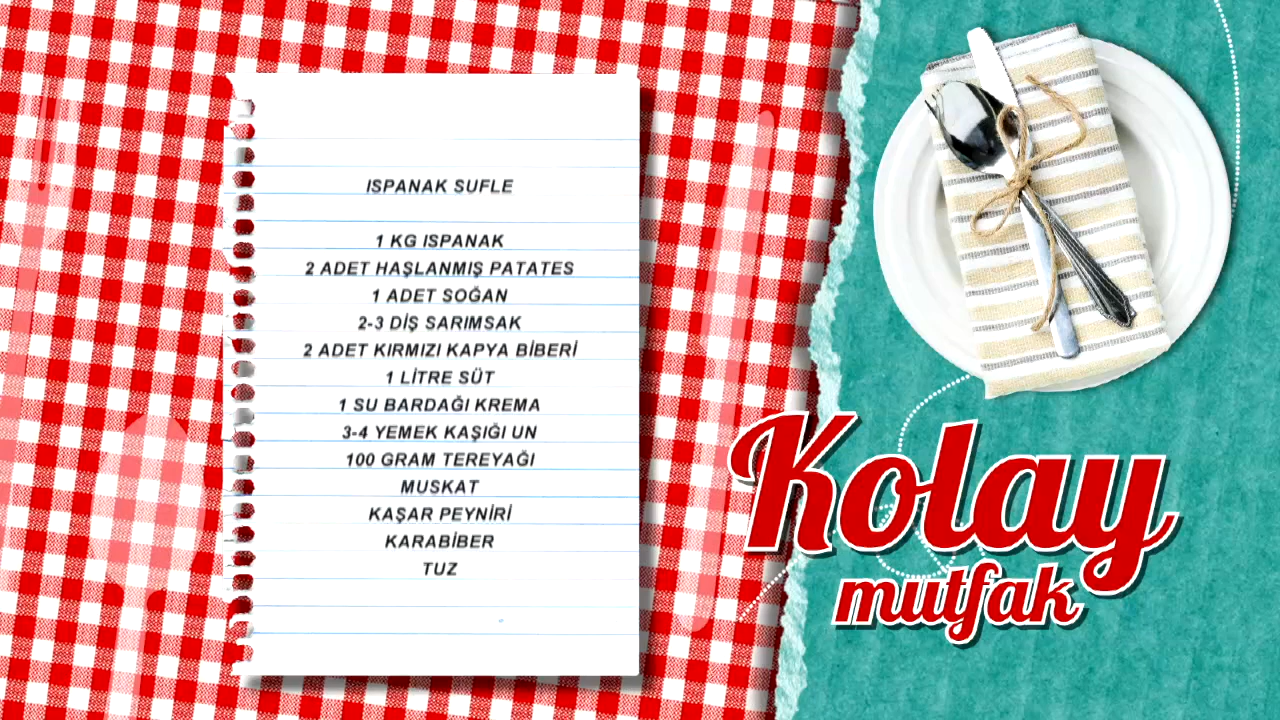 ISPANAK SUFLE
1 KG ISPANAK
2 ADET HAŞLANMIŞ PATATES
1 ADET SOĞAN
2-3 DİŞ SARIMSAK
2 ADET KIRMIZI KAPYA BİBERİ
1 LİTRE SÜT
1 SU BARDAĞI KREMA
3-4 YEMEK KAŞIĞI UN
100 GRAM TEREYAĞI
MUSKAT
KAŞAR PEYNİRİ
KARABİBER
TUZ
Kolay
mutfak